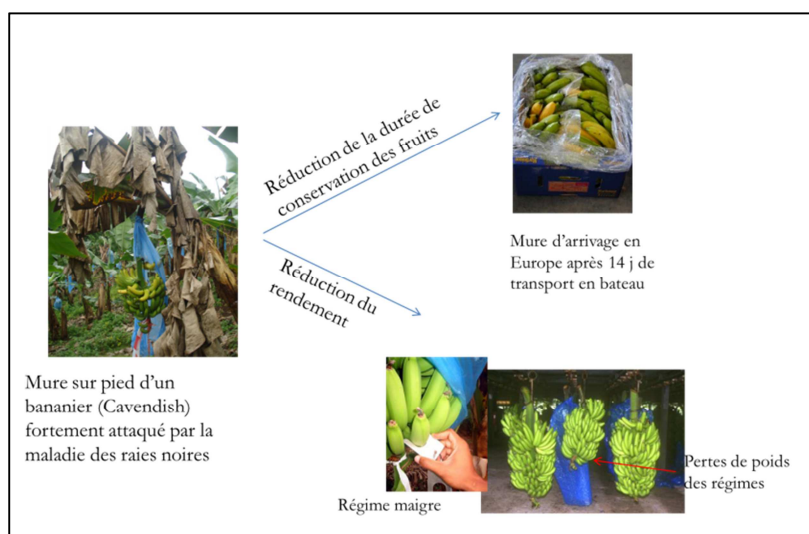 Réduction de la durée de
conservation des fruits
Mure d'arrivage en
Europe après 14 j de
transport en bateau
Réduction du
rendement
Mure sur pied d'un
bananier (Cavendish)
fortement attaqué par la
maladie des raies noires
Régime maigre
Pertes de poids
des régimes